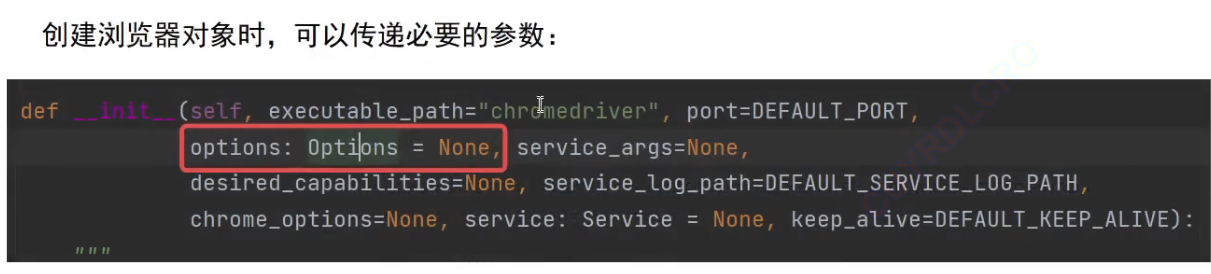 创建浏览器对象时，可以传递必要的参数：
def __init__(self, executable_path="chromedriver", port=DEFAULT_PORT,
options: Options = None, service_args=None,
desired_capabilities=None, service_log_path=DEFAULT_SERVICE_LOG_PATH,
chrome_options=None, service: Service = None, keep_alive=DEFAULT_KEEP_ALIVE):
"""